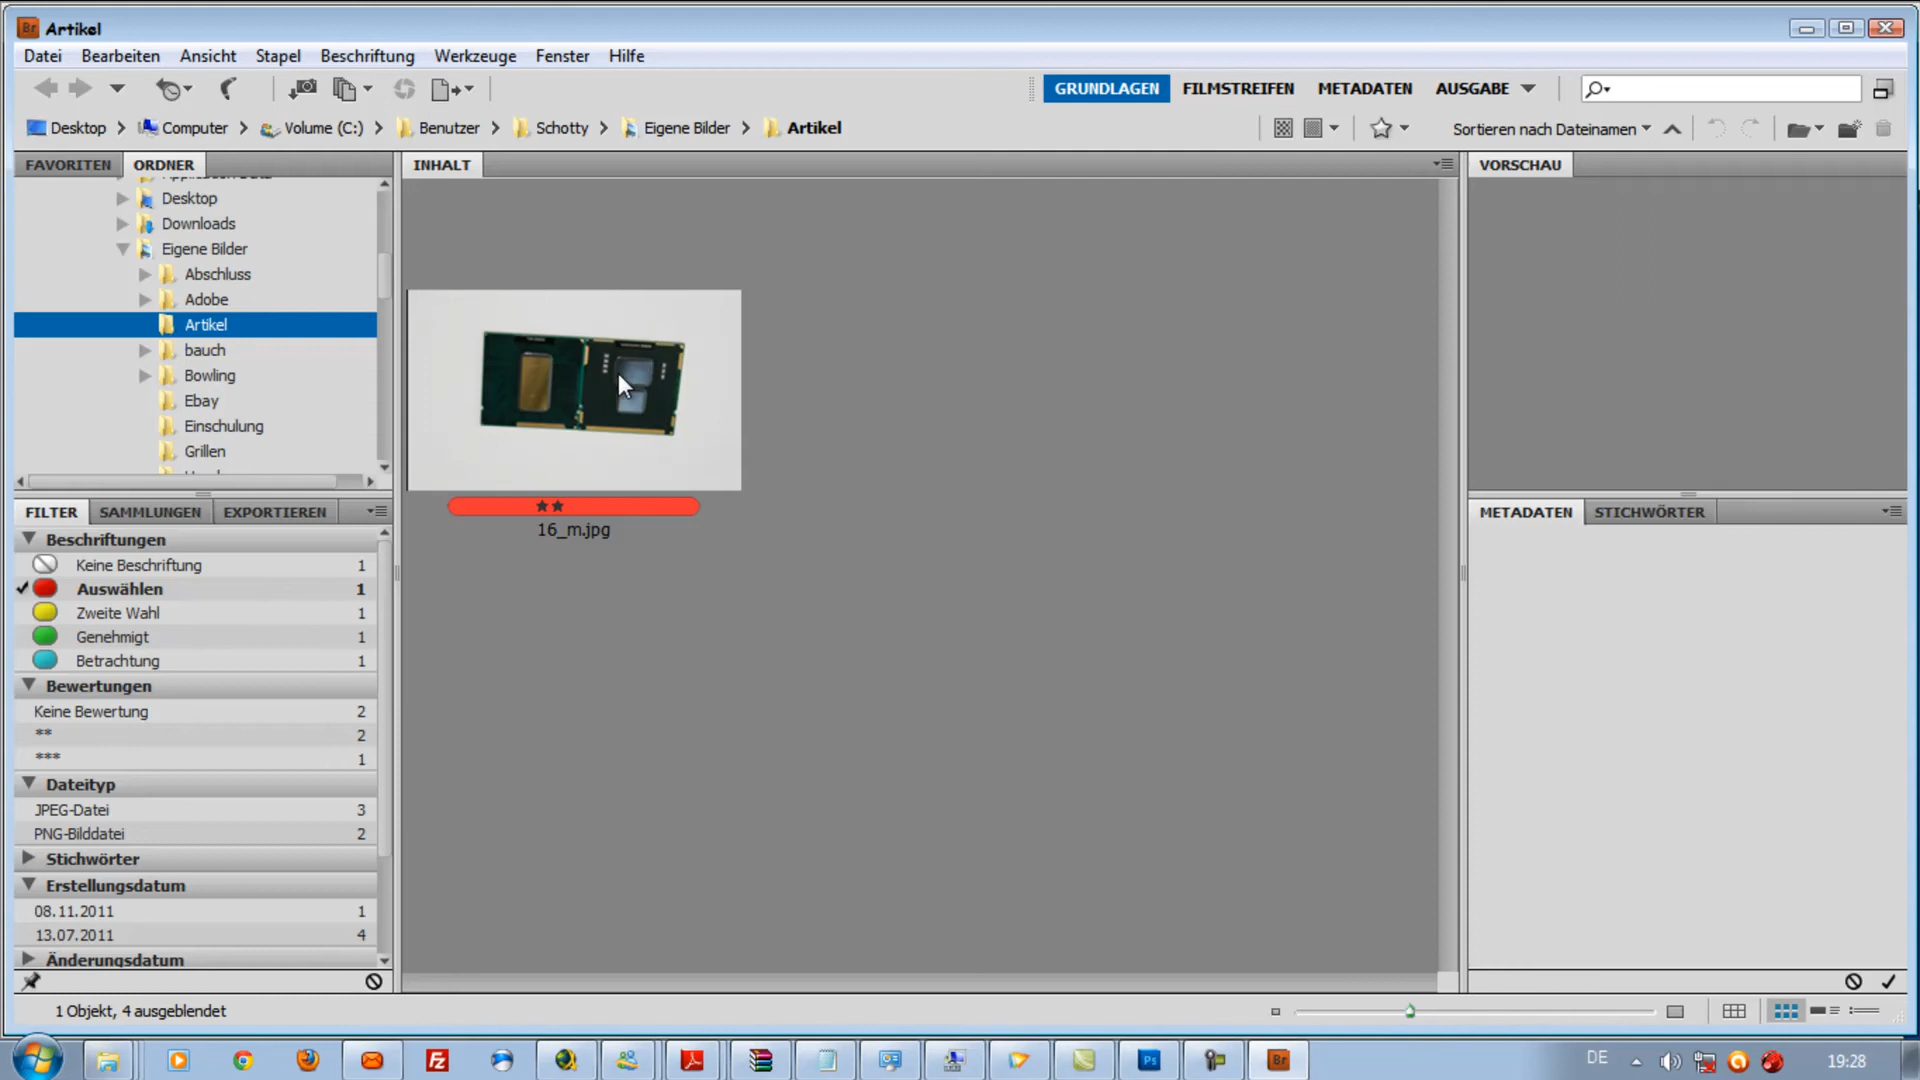 Br Artikel
Datei Bearbeiten Ansicht Stapel Beschriftung Werkzeuge Fenster Hilfe
GRUNDLAGEN FILMSTREIFEN METADATEN AUSGABE
Desktop Computer Volume (C:) Benutzer Schotty Eigene Bilder Artikel
Sortieren nach Dateinamen
FAVORITEN ORDNER
INHALT
VORSCHAU
Desktop
Downloads
Eigene Bilder
Abschluss
Adobe
Artikel
bauch
Bowling
Ebay
Einschulung
Grillen
★★
16_m.jpg
FILTER SAMMLUNGEN EXPORTIEREN
METADATEN STICHWÖRTER
Beschriftungen
Keine Beschriftung 1
Auswählen 1
Zweite Wahl 1
Genehmigt 1
Betrachtung 1
Bewertungen
Keine Bewertung 2
** 2
*** 1
Dateityp
JPEG-Datei 3
PNG-Bilddatei 2
Stichwörter
Erstellungsdatum
08.11.2011 1
13.07.2011 4
Änderungsdatum
1 Objekt, 4 ausgeblendet
Fz Ps Br
DE 19:28